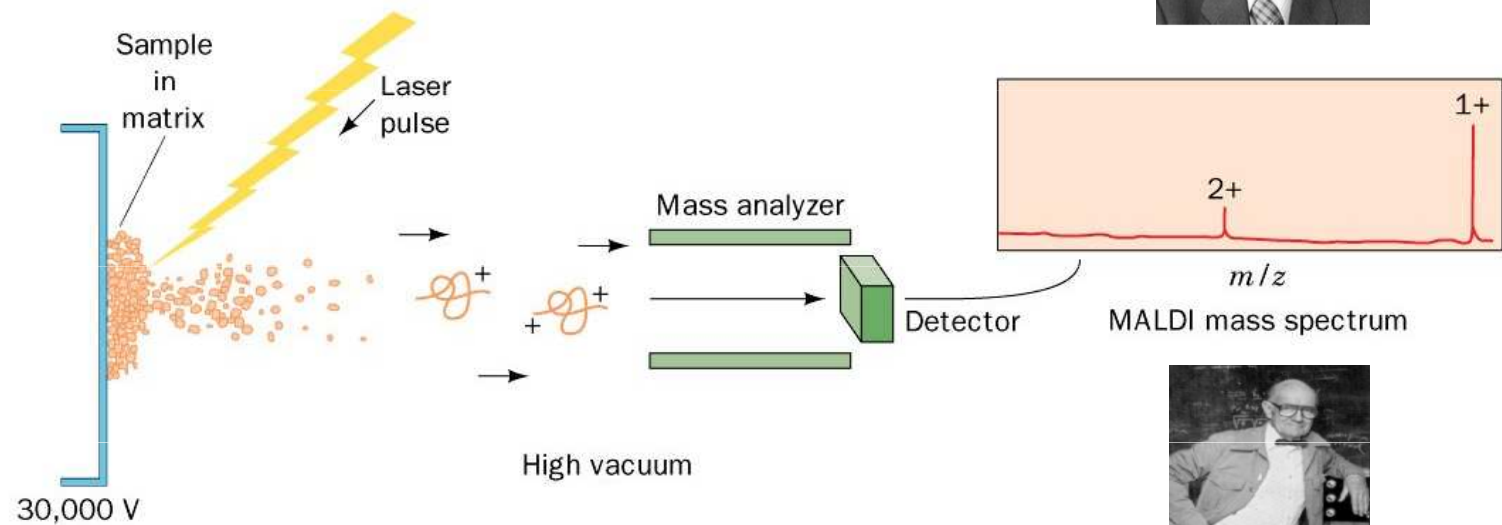 Sample
in
matrix
Laser
pulse
+
+
+
Mass analyzer
Detector
2+
1+
m/z
MALDI mass spectrum
High vacuum
30,000 V